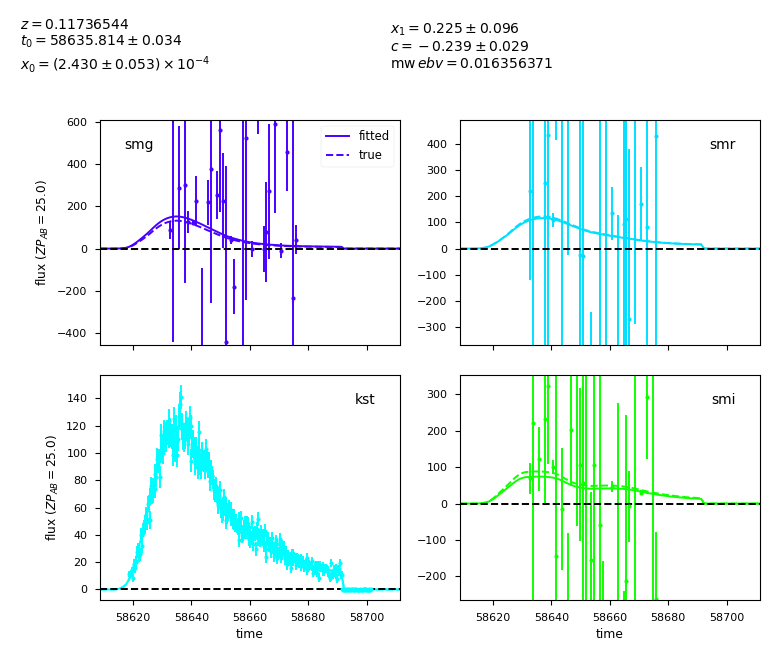 z = 0.11736544
t₀ = 58635.814 ± 0.034
x₀ = (2.430 ± 0.053) × 10⁻⁴
x₁ = 0.225 ± 0.096
c = −0.239 ± 0.029
mw ebv = 0.016356371
600
400
200
0
−200
−400
flux (ZP_AB = 25.0)
smg
fitted
true
400
300
200
100
0
−100
−200
−300
smr
140
120
100
80
60
40
20
0
flux (ZP_AB = 25.0)
kst
58620 58640 58660 58680 58700
time
300
200
100
0
−100
−200
smi
58620 58640 58660 58680 58700
time